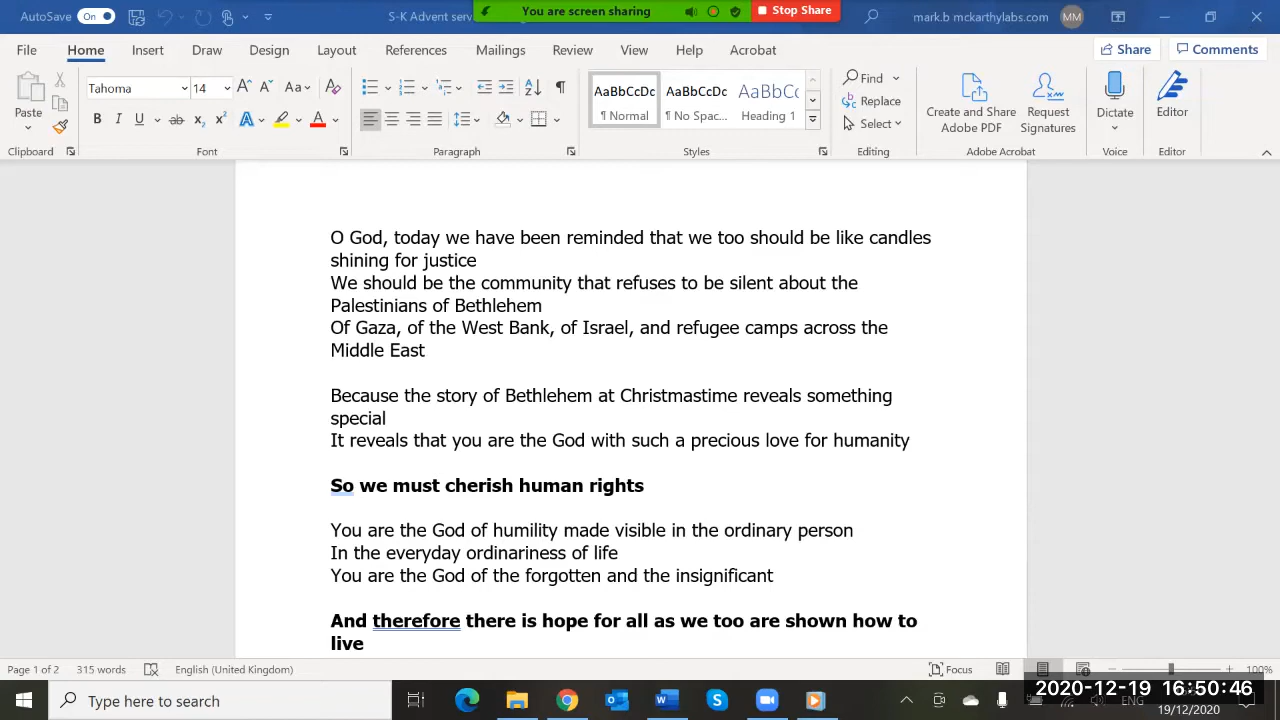 AutoSave On S-K Advent serv You are screen sharing Stop Share mark.b mckarthylabs.com MM
File Home Insert Draw Design Layout References Mailings Review View Help Acrobat Share Comments
Paste Tahoma 14 Aa AaBbCcDc AaBbCcDc AaBbCc Find Replace Select Create and Share Request Dictate Editor
B I U ab x₂ x² A A ¶ Normal ¶ No Spac... Heading 1 Adobe PDF Signatures
Clipboard Font Paragraph Styles Editing Adobe Acrobat Voice Editor
O God, today we have been reminded that we too should be like candles
shining for justice
We should be the community that refuses to be silent about the
Palestinians of Bethlehem
Of Gaza, of the West Bank, of Israel, and refugee camps across the
Middle East
Because the story of Bethlehem at Christmastime reveals something
special
It reveals that you are the God with such a precious love for humanity
So we must cherish human rights
You are the God of humility made visible in the ordinary person
In the everyday ordinariness of life
You are the God of the forgotten and the insignificant
And therefore there is hope for all as we too are shown how to
live
Page 1 of 2 315 words English (United Kingdom) Focus 100%
Type here to search ENG 2020-12-19 16:50:46
19/12/2020